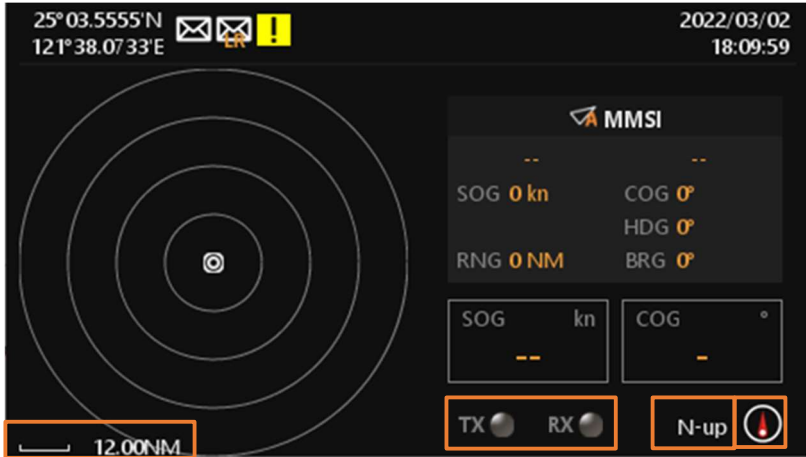 25°03.5555'N
121°38.0733'E
LR !
2022/03/02
18:09:59
A MMSI
-- --
SOG 0 kn COG 0°
HDG 0°
RNG 0 NM BRG 0°
SOG kn
--
COG °
-
TX RX
N-up
12.00NM